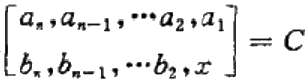 [a_n, a_{n-1}, ⋯a_2, a_1
b_n, b_{n-1}, ⋯b_2, x] = C